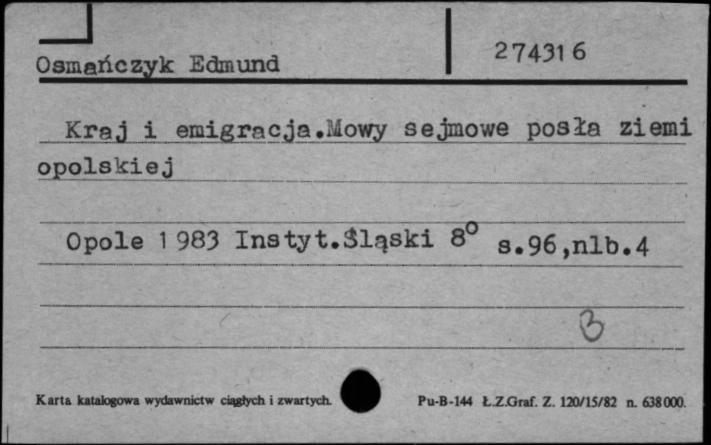 Osmańczyk Edmund 274316
Kraj i emigracja.Mowy sejmowe posła ziemi
opolskiej
Opole 1983 Instyt.Śląski 8° s.96,nlb.4
B
Karta katalogowa wydawnictw ciągłych i zwartych. Pu-B-144 Ł.Z.Graf. Z. 120/15/82 n. 638000.